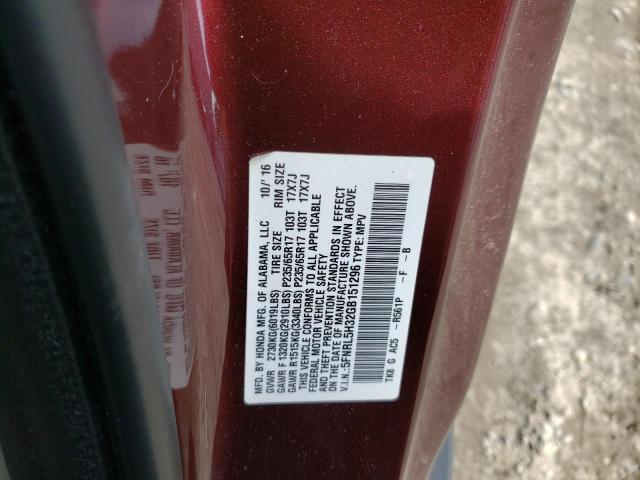 MFG. BY HONDA MFG. OF ALABAMA, LLC 10/'16
GVWR 2730KG(6019LBS) TIRE SIZE RIM SIZE
GAWR F 1320KG(2910LBS) P235/65R17 103T 17X7J
GAWR R1515KG(3340LBS) P235/65R17 103T 17X7J
THIS VEHICLE CONFORMS TO ALL APPLICABLE
FEDERAL MOTOR VEHICLE SAFETY
AND THEFT PREVENTION STANDARDS IN EFFECT
ON THE DATE OF MANUFACTURE SHOWN ABOVE.
V.I.N.:5FNRL5H32GB151296 TYPE: MPV
TK8 G AC5 -R561P -F -B